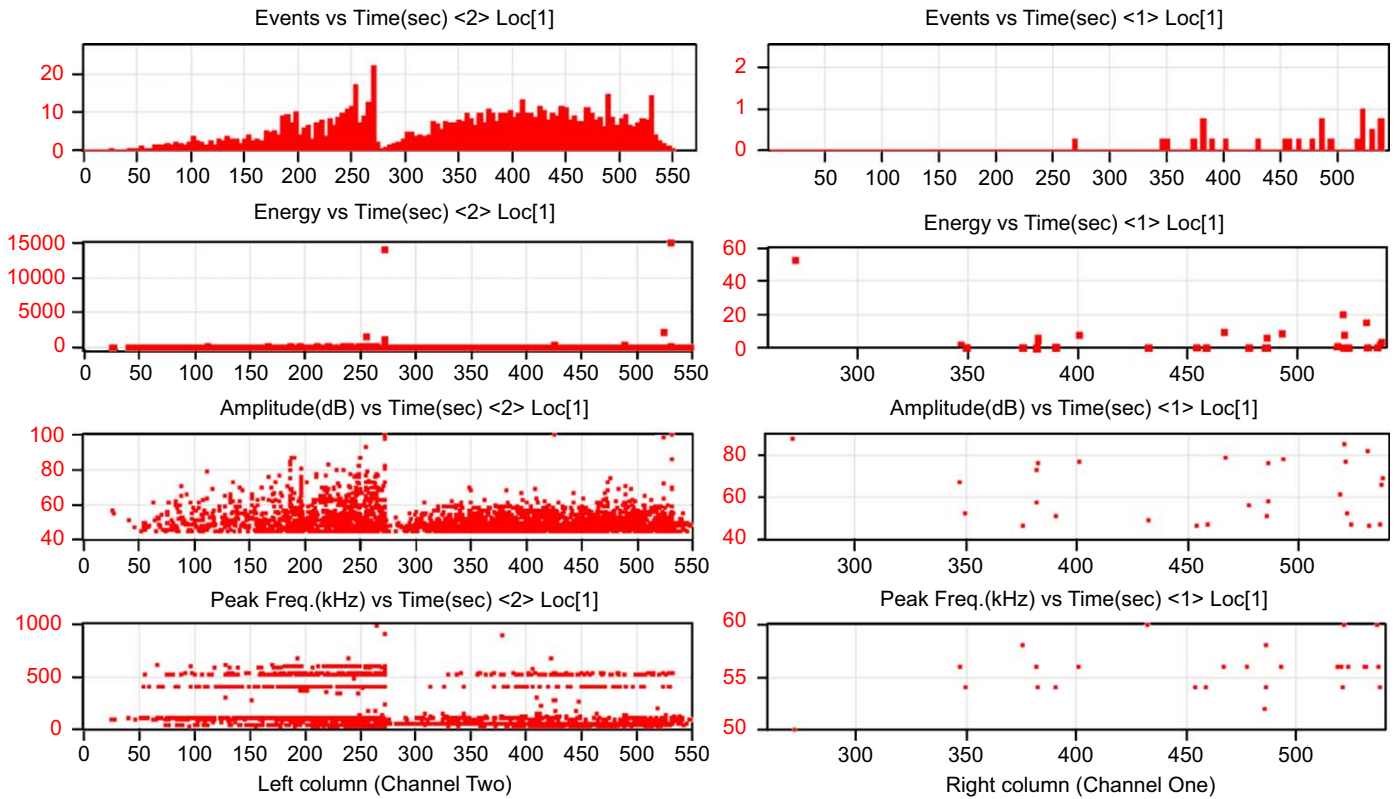 Events vs Time(sec) <2> Loc[1]
20
10
0
0 50 100 150 200 250 300 350 400 450 500 550
Energy vs Time(sec) <2> Loc[1]
15000
10000
5000
0
0 50 100 150 200 250 300 350 400 450 500 550
Amplitude(dB) vs Time(sec) <2> Loc[1]
100
80
60
40
0 50 100 150 200 250 300 350 400 450 500 550
Peak Freq.(kHz) vs Time(sec) <2> Loc[1]
1000
500
0
0 50 100 150 200 250 300 350 400 450 500 550
Left column (Channel Two)
Events vs Time(sec) <1> Loc[1]
2
1
0
50 100 150 200 250 300 350 400 450 500
Energy vs Time(sec) <1> Loc[1]
60
40
20
0
300 350 400 450 500
Amplitude(dB) vs Time(sec) <1> Loc[1]
80
60
40
300 350 400 450 500
Peak Freq.(kHz) vs Time(sec) <1> Loc[1]
60
55
50
300 350 400 450 500
Right column (Channel One)